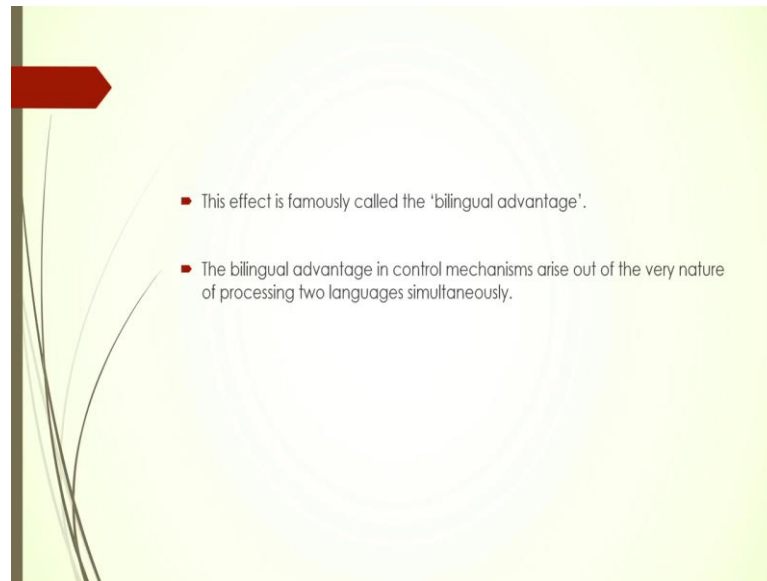 This effect is famously called the ‘bilingual advantage’.
The bilingual advantage in control mechanisms arise out of the very nature
of processing two languages simultaneously.